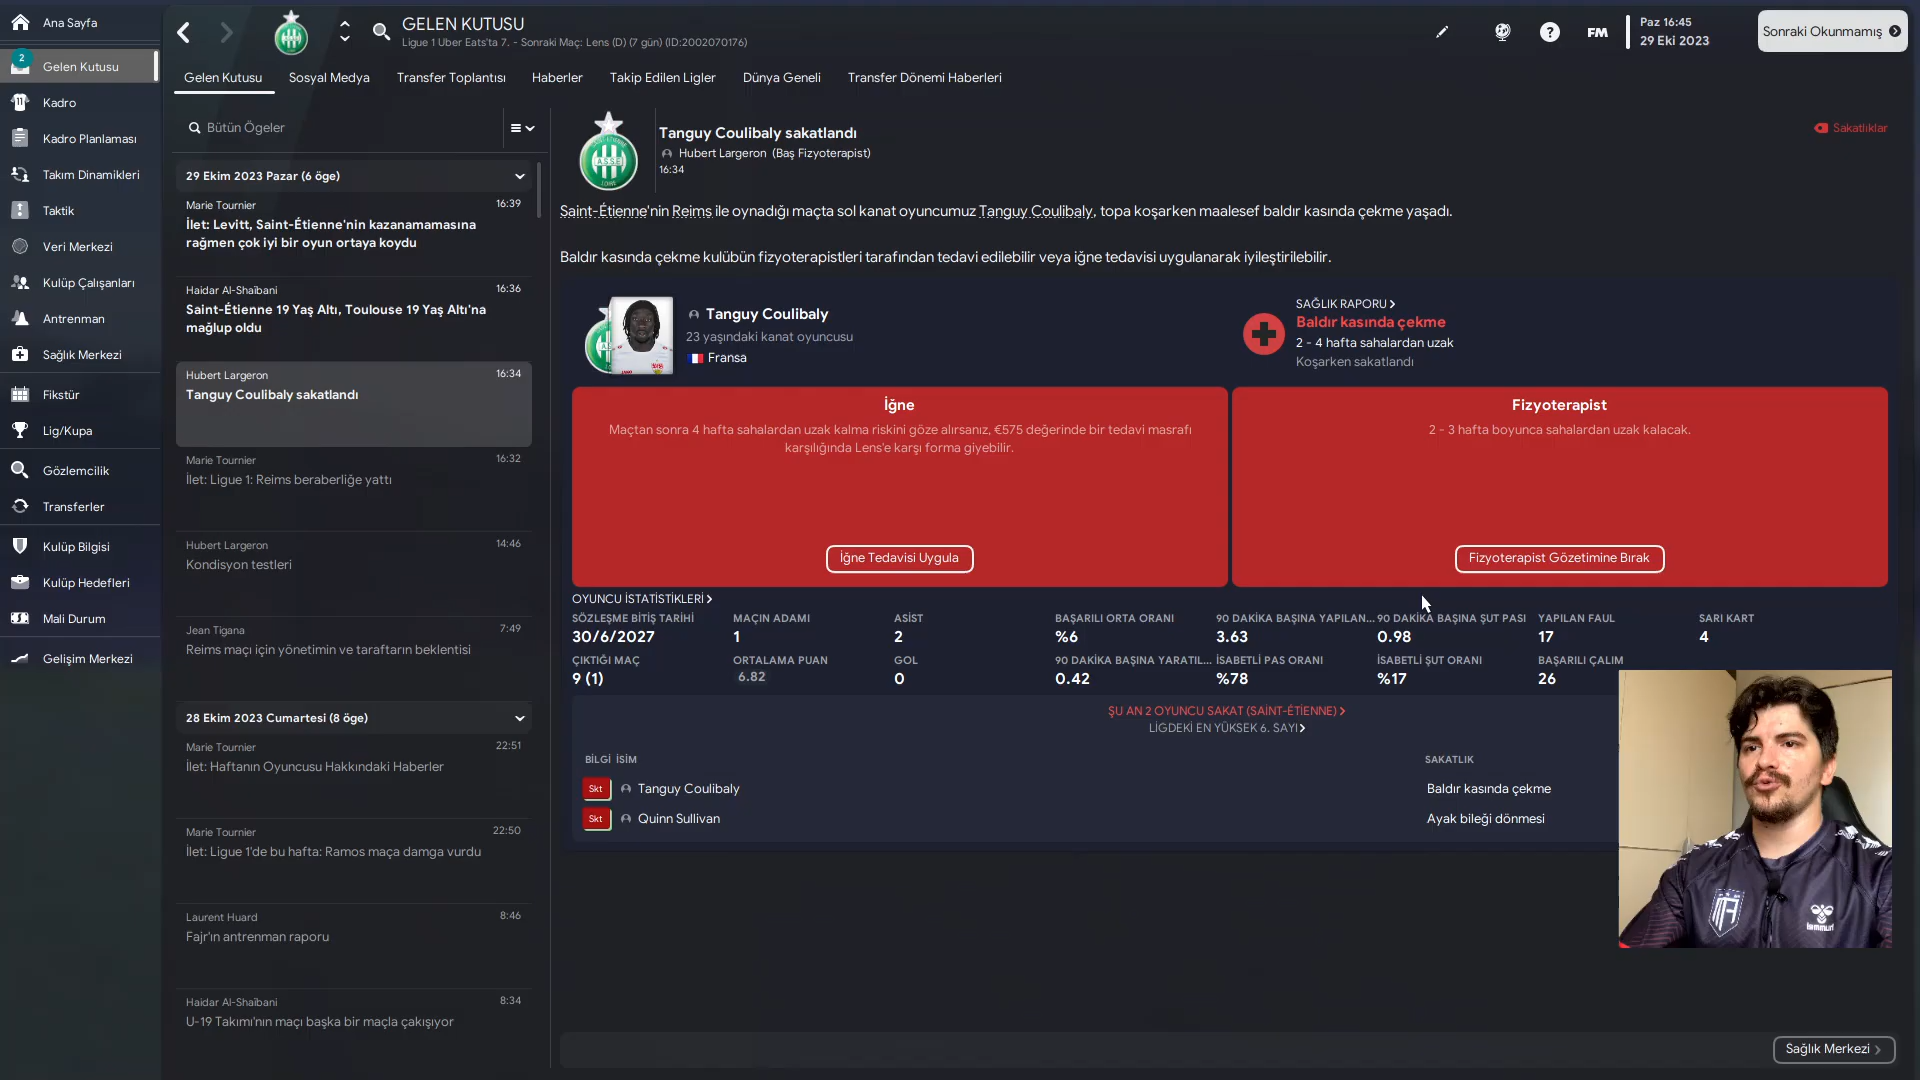 Ana Sayfa
2
Gelen Kutusu
Kadro
Kadro Planlaması
Takım Dinamikleri
Taktik
Veri Merkezi
Kulüp Çalışanları
Antrenman
Sağlık Merkezi
Fikstür
Lig/Kupa
Gözlemcilik
Transferler
Kulüp Bilgisi
Kulüp Hedefleri
Mali Durum
Gelişim Merkezi
GELEN KUTUSU
Ligue 1 Uber Eats'ta 7. - Sonraki Maç: Lens (D) (7 gün) (ID:2002070176)
FM
Paz 16:45
29 Eki 2023
Sonraki Okunmamış
Gelen Kutusu
Sosyal Medya
Transfer Toplantısı
Haberler
Takip Edilen Ligler
Dünya Geneli
Transfer Dönemi Haberleri
Bütün Ögeler
29 Ekim 2023 Pazar (6 öge)
Marie Tournier 16:39
İlet: Levitt, Saint-Étienne'nin kazanamamasına
rağmen çok iyi bir oyun ortaya koydu
Haidar Al-Shaïbani 16:36
Saint-Étienne 19 Yaş Altı, Toulouse 19 Yaş Altı'na
mağlup oldu
Hubert Largeron 16:34
Tanguy Coulibaly sakatlandı
Marie Tournier 16:32
İlet: Ligue 1: Reims beraberliğe yattı
Hubert Largeron 14:46
Kondisyon testleri
Jean Tigana 7:49
Reims maçı için yönetimin ve taraftarın beklentisi
28 Ekim 2023 Cumartesi (8 öge)
Marie Tournier 22:51
İlet: Haftanın Oyuncusu Hakkındaki Haberler
Marie Tournier 22:50
İlet: Ligue 1'de bu hafta: Ramos maça damga vurdu
Laurent Huard 8:46
Fajr'ın antrenman raporu
Haidar Al-Shaïbani 8:34
U-19 Takımı'nın maçı başka bir maçla çakışıyor
ASSE
LOIRE
Tanguy Coulibaly sakatlandı
Hubert Largeron (Baş Fizyoterapist)
16:34
Sakatlıklar
Saint-Étienne'nin Reims ile oynadığı maçta sol kanat oyuncumuz Tanguy Coulibaly, topa koşarken maalesef baldır kasında çekme yaşadı.
Baldır kasında çekme kulübün fizyoterapistleri tarafından tedavi edilebilir veya iğne tedavisi uygulanarak iyileştirilebilir.
Tanguy Coulibaly
23 yaşındaki kanat oyuncusu
Fransa
SAĞLIK RAPORU
Baldır kasında çekme
2 - 4 hafta sahalardan uzak
Koşarken sakatlandı
İğne
Maçtan sonra 4 hafta sahalardan uzak kalma riskini göze alırsanız, €575 değerinde bir tedavi masrafı
karşılığında Lens'e karşı forma giyebilir.
İğne Tedavisi Uygula
Fizyoterapist
2 - 3 hafta boyunca sahalardan uzak kalacak.
Fizyoterapist Gözetimine Bırak
OYUNCU İSTATİSTİKLERİ
SÖZLEŞME BİTİŞ TARİHİ MAÇIN ADAMI ASİST BAŞARILI ORTA ORANI 90 DAKİKA BAŞINA YAPILAN... 90 DAKİKA BAŞINA ŞUT PASI YAPILAN FAUL SARI KART
30/6/2027 1 2 %6 3.63 0.98 17 4
ÇIKTIĞI MAÇ ORTALAMA PUAN GOL 90 DAKİKA BAŞINA YARATIL... İSABETLİ PAS ORANI İSABETLİ ŞUT ORANI BAŞARILI ÇALIM
9 (1) 6.82 0 0.42 %78 %17 26
ŞU AN 2 OYUNCU SAKAT (SAINT-ÉTIENNE)
LİGDEKİ EN YÜKSEK 6. SAYI
BİLGİ İSİM SAKATLIK
Skt Tanguy Coulibaly Baldır kasında çekme
Skt Quinn Sullivan Ayak bileği dönmesi
hummel
Sağlık Merkezi